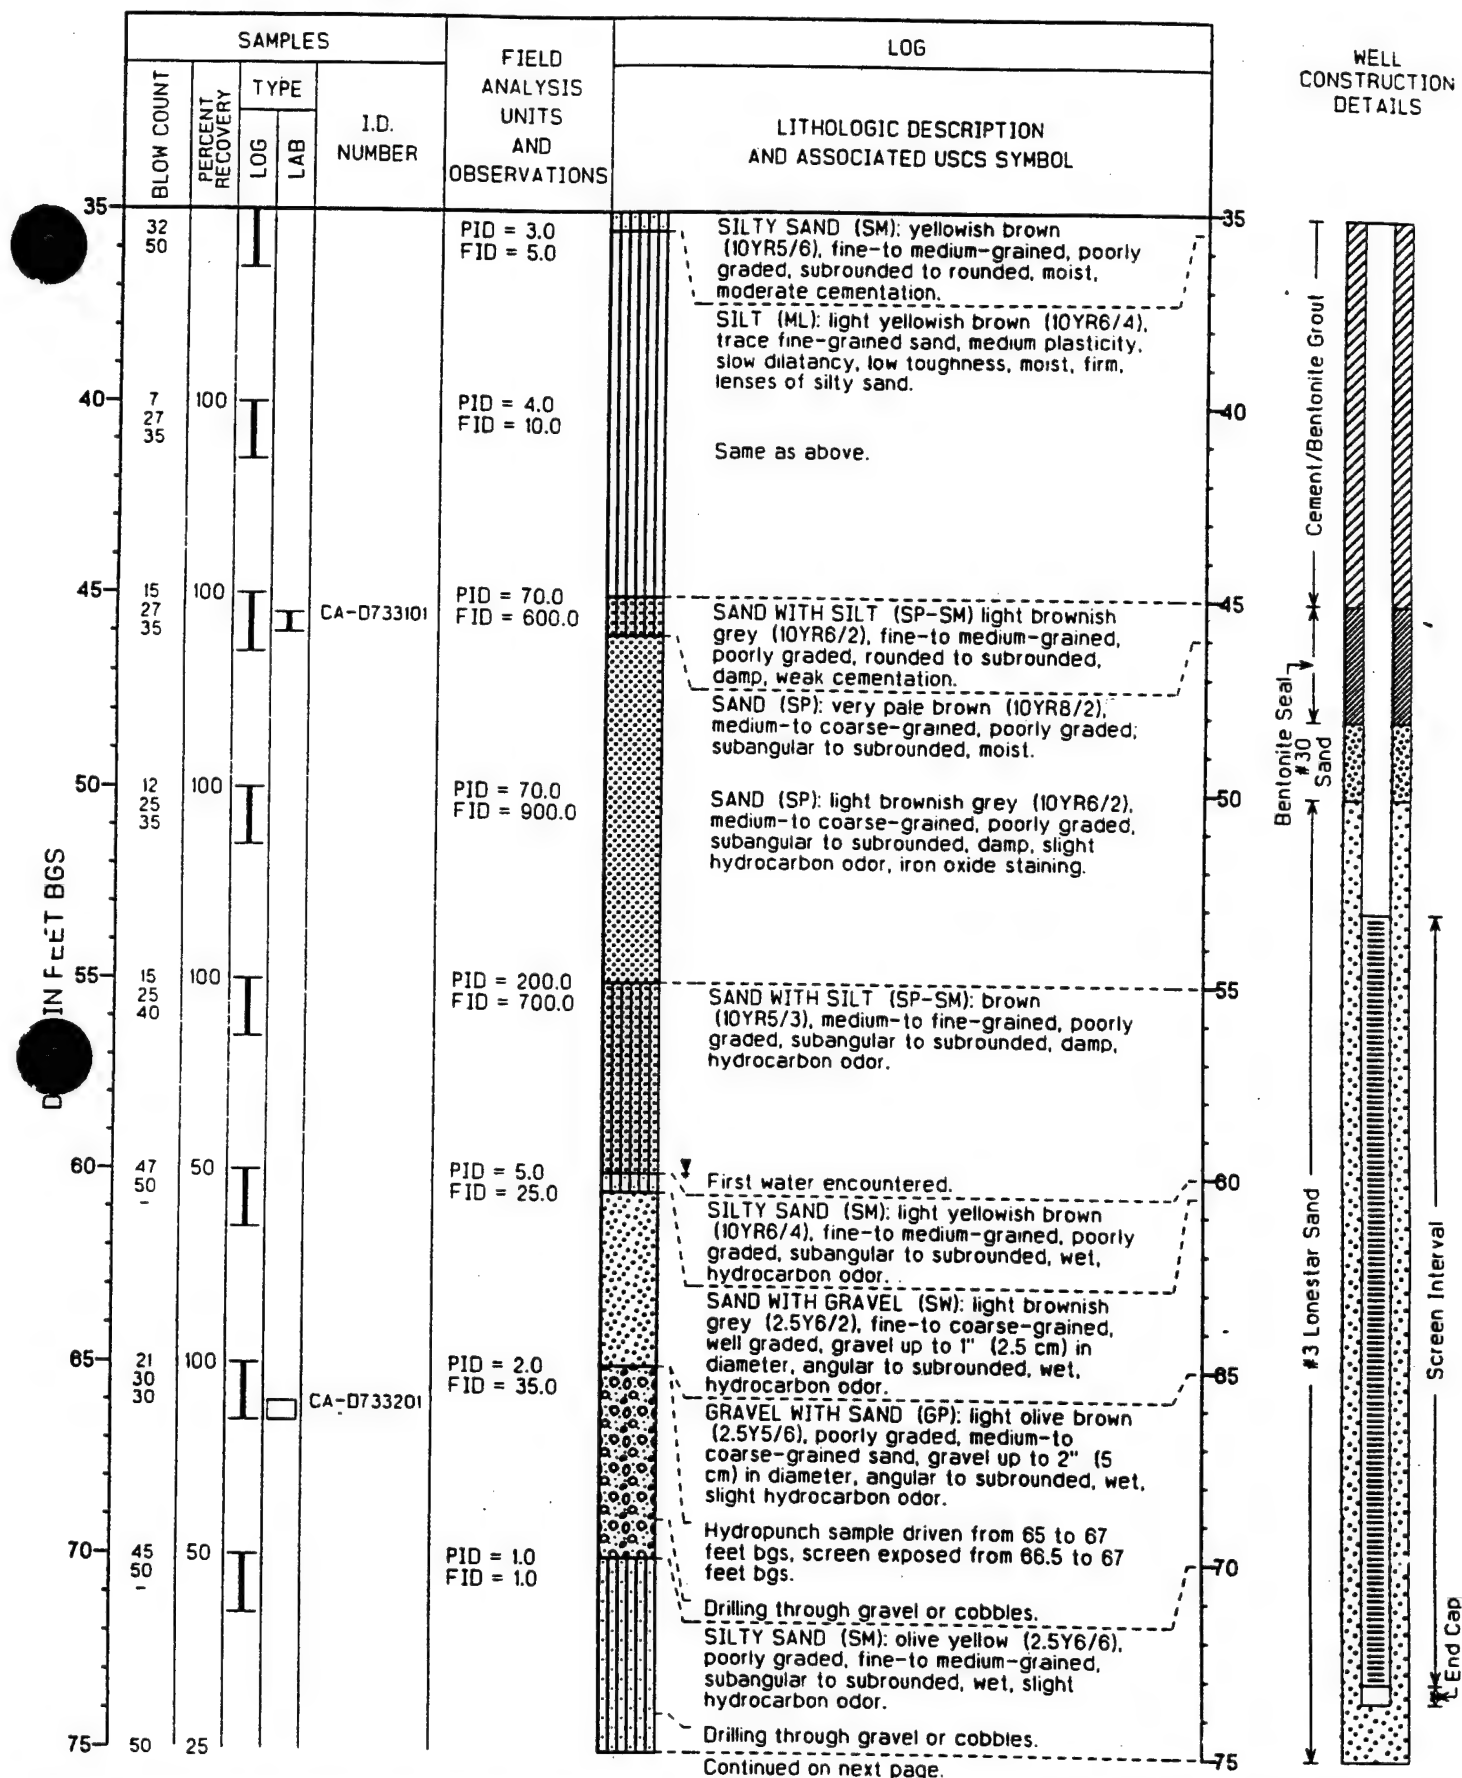 SAMPLES
FIELD
ANALYSIS
UNITS
AND
OBSERVATIONS
LOG
WELL
CONSTRUCTION
DETAILS
BLOW COUNT
PERCENT
RECOVERY
TYPE
LOG
LAB
I.D.
NUMBER
LITHOLOGIC DESCRIPTION
AND ASSOCIATED USCS SYMBOL
IN FEET BGS
35
32
50
PID = 3.0
FID = 5.0
SILTY SAND (SM): yellowish brown
(10YR5/6), fine-to medium-grained, poorly
graded, subrounded to rounded, moist,
moderate cementation.
35
SILT (ML): light yellowish brown (10YR6/4),
trace fine-grained sand, medium plasticity,
slow dilatancy, low toughness, moist, firm,
lenses of silty sand.
40
7
27
35
100
PID = 4.0
FID = 10.0
Same as above.
40
45
15
27
35
100
CA-D733101
PID = 70.0
FID = 600.0
SAND WITH SILT (SP-SM) light brownish
grey (10YR6/2), fine-to medium-grained,
poorly graded, rounded to subrounded,
damp, weak cementation.
45
SAND (SP): very pale brown (10YR8/2),
medium-to coarse-grained, poorly graded;
subangular to subrounded, moist.
50
12
25
35
100
PID = 70.0
FID = 900.0
SAND (SP): light brownish grey (10YR6/2),
medium-to coarse-grained, poorly graded,
subangular to subrounded, damp, slight
hydrocarbon odor, iron oxide staining.
50
55
15
25
40
100
PID = 200.0
FID = 700.0
SAND WITH SILT (SP-SM): brown
(10YR5/3), medium-to fine-grained, poorly
graded, subangular to subrounded, damp,
hydrocarbon odor.
55
60
47
50
-
50
PID = 5.0
FID = 25.0
First water encountered.
60
SILTY SAND (SM): light yellowish brown
(10YR6/4), fine-to medium-grained, poorly
graded, subangular to subrounded, wet,
hydrocarbon odor.
SAND WITH GRAVEL (SW): light brownish
grey (2.5Y6/2), fine-to coarse-grained,
well graded, gravel up to 1" (2.5 cm) in
diameter, angular to subrounded, wet,
hydrocarbon odor.
65
21
30
30
100
CA-D733201
PID = 2.0
FID = 35.0
65
GRAVEL WITH SAND (GP): light olive brown
(2.5Y5/6), poorly graded, medium-to
coarse-grained sand, gravel up to 2" (5
cm) in diameter, angular to subrounded, wet,
slight hydrocarbon odor.
Hydropunch sample driven from 65 to 67
feet bgs, screen exposed from 66.5 to 67
feet bgs.
70
45
50
-
50
PID = 1.0
FID = 1.0
70
Drilling through gravel or cobbles.
SILTY SAND (SM): olive yellow (2.5Y6/6),
poorly graded, fine-to medium-grained,
subangular to subrounded, wet, slight
hydrocarbon odor.
Drilling through gravel or cobbles.
75
50
25
75
Continued on next page.
Cement/Bentonite Grout
Bentonite Seal
#30
Sand
#3 Lonestar Sand
Screen Interval
End Cap